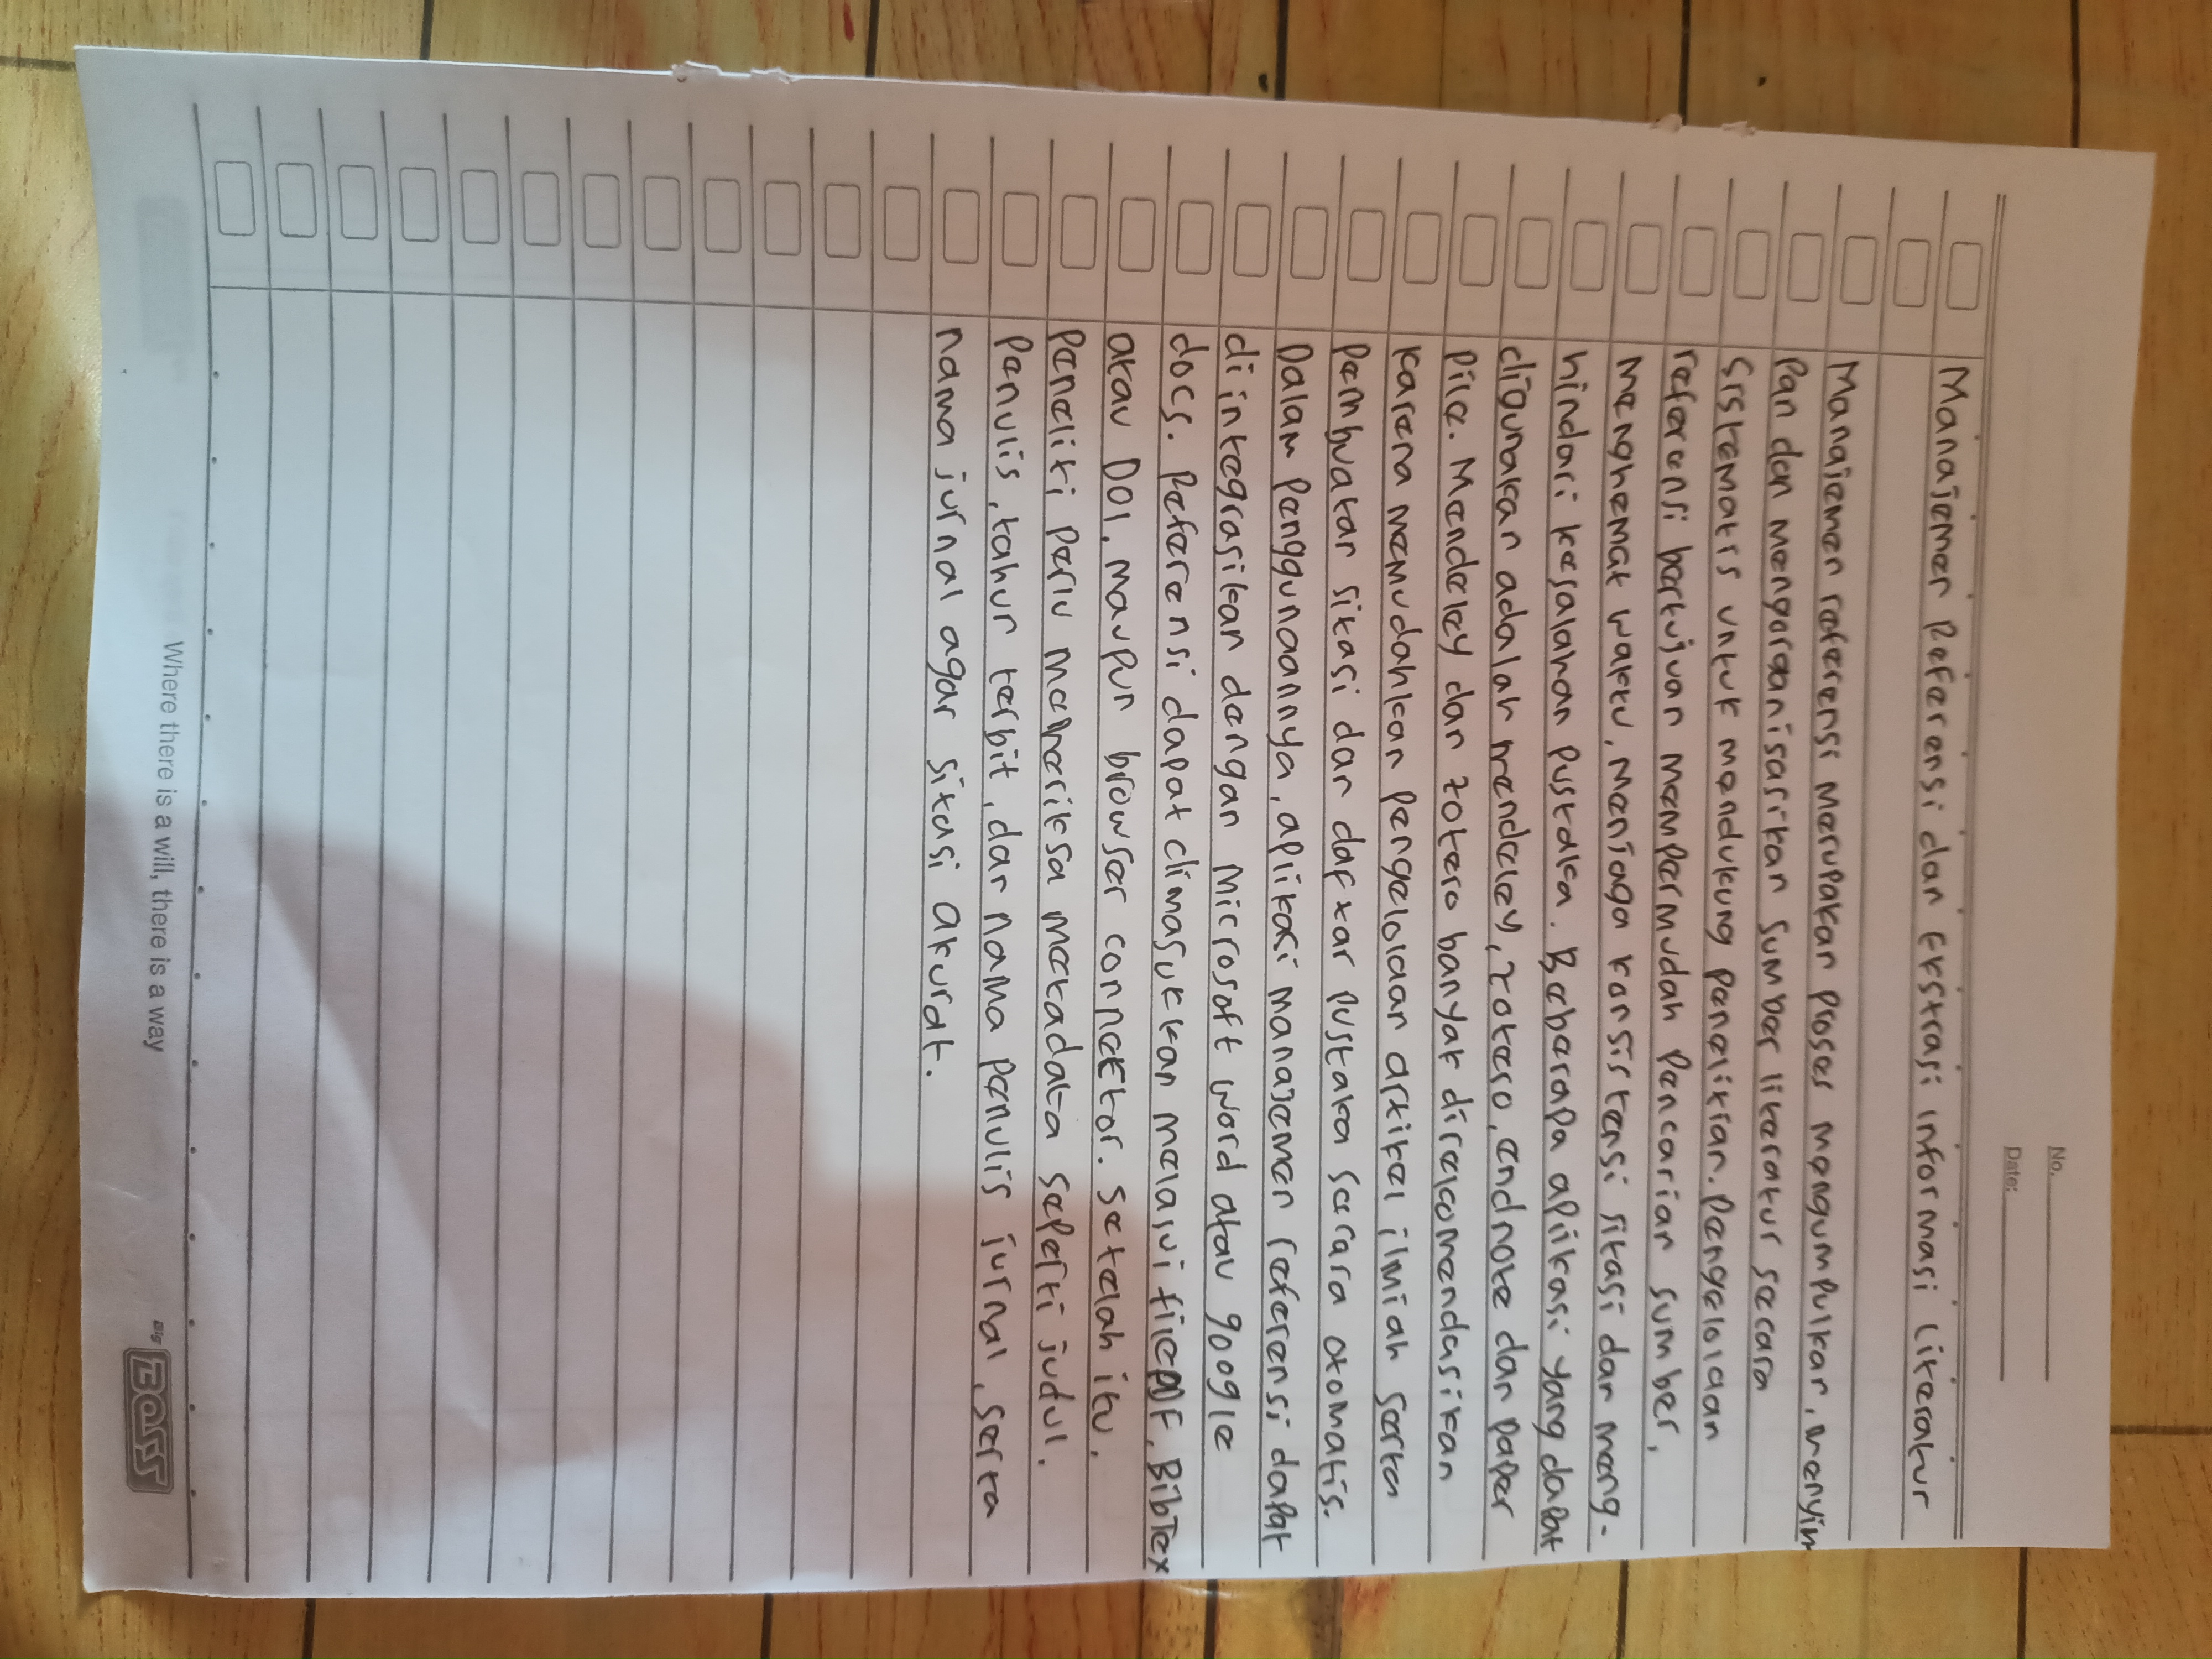 No.
Date:
Manajemen Referensi dan Ekstrasi informasi literatur
Manajemen referensi merupakan proses mengumpulkan, menyim
pan dan mengorganisasikan sumber literatur secara
sistematis untuk mendukung penelitian. Pengelolaan
referensi bertujuan mempermudah pencarian sumber,
menghemat waktu, menjaga konsistensi sitasi dan meng-
hindari kesalahan pustaka. Beberapa aplikasi yang dapat
digunakan adalah mendeley, zotero, endnote dan paper
pile. Mendeley dan zotero banyak direkomendasikan
karena memudahkan pengelolaan artikel ilmiah serta
pembuatan sitasi dan daftar pustaka secara otomatis.
Dalam penggunaannya, aplikasi manajemen referensi dapat
diintegrasikan dengan Microsoft word atau google
docs. Referensi dapat dimasukkan melalui file PDF, BibTex
atau DOI, maupun browser connektor. Setelah itu,
peneliti perlu memeriksa metadata seperti judul,
penulis, tahun terbit, dan nama penulis jurnal, serta
nama jurnal agar sitasi akurat.
Where there is a will, there is a way
Big BOSS